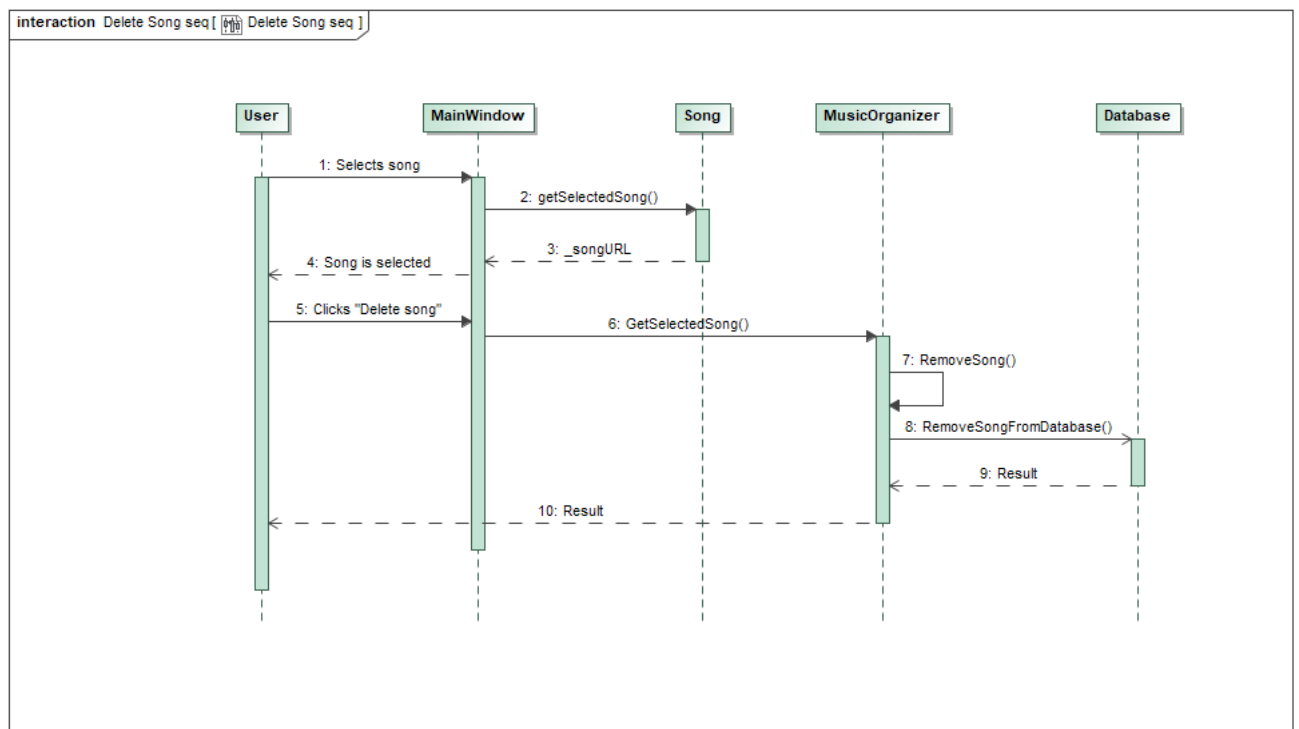 interaction Delete Song seq [ Delete Song seq ]
User MainWindow Song MusicOrganizer Database
1: Selects song
2: getSelectedSong()
3: _songURL
4: Song is selected
5: Clicks "Delete song"
6: GetSelectedSong()
7: RemoveSong()
8: RemoveSongFromDatabase()
9: Result
10: Result